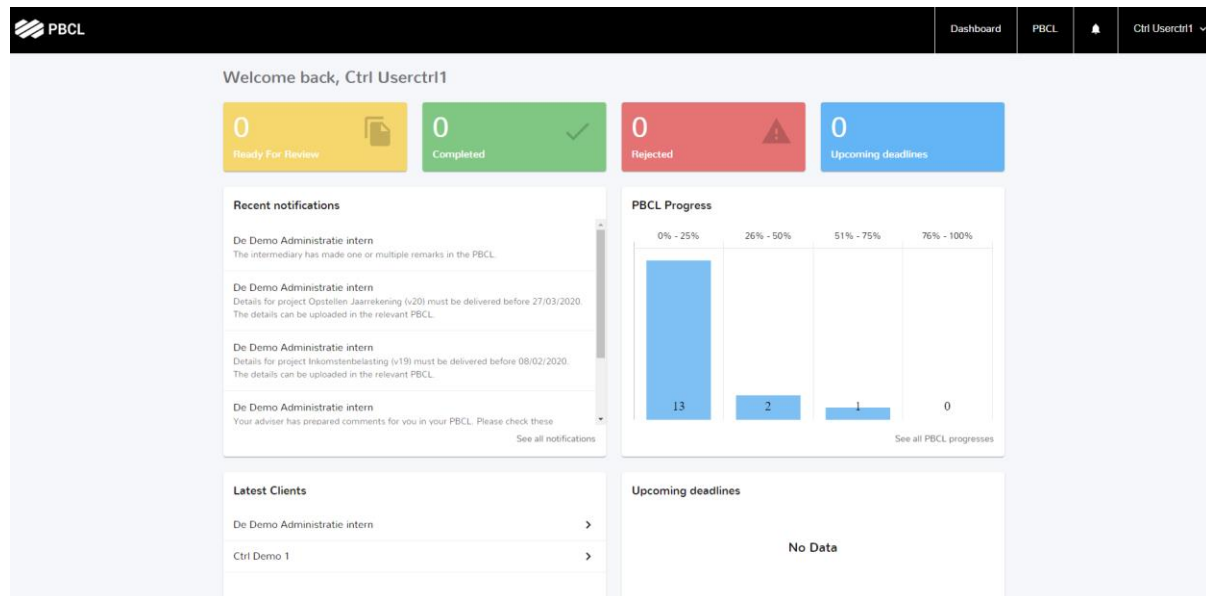 PBCL
Dashboard
PBCL
Ctrl Userctrl1
Welcome back, Ctrl Userctrl1
0
Ready For Review
0
Completed
0
Rejected
0
Upcoming deadlines
Recent notifications
De Demo Administratie intern
The intermediary has made one or multiple remarks in the PBCL.
De Demo Administratie intern
Details for project Opstellen Jaarrekening (v20) must be delivered before 27/03/2020.
The details can be uploaded in the relevant PBCL.
De Demo Administratie intern
Details for project Inkomstenbelasting (v19) must be delivered before 08/02/2020.
The details can be uploaded in the relevant PBCL.
De Demo Administratie intern
Your adviser has prepared comments for you in your PBCL. Please check these
See all notifications
PBCL Progress
0% - 25%
26% - 50%
51% - 75%
76% - 100%
13
2
1
0
See all PBCL progresses
Latest Clients
De Demo Administratie intern
Ctrl Demo 1
Upcoming deadlines
No Data